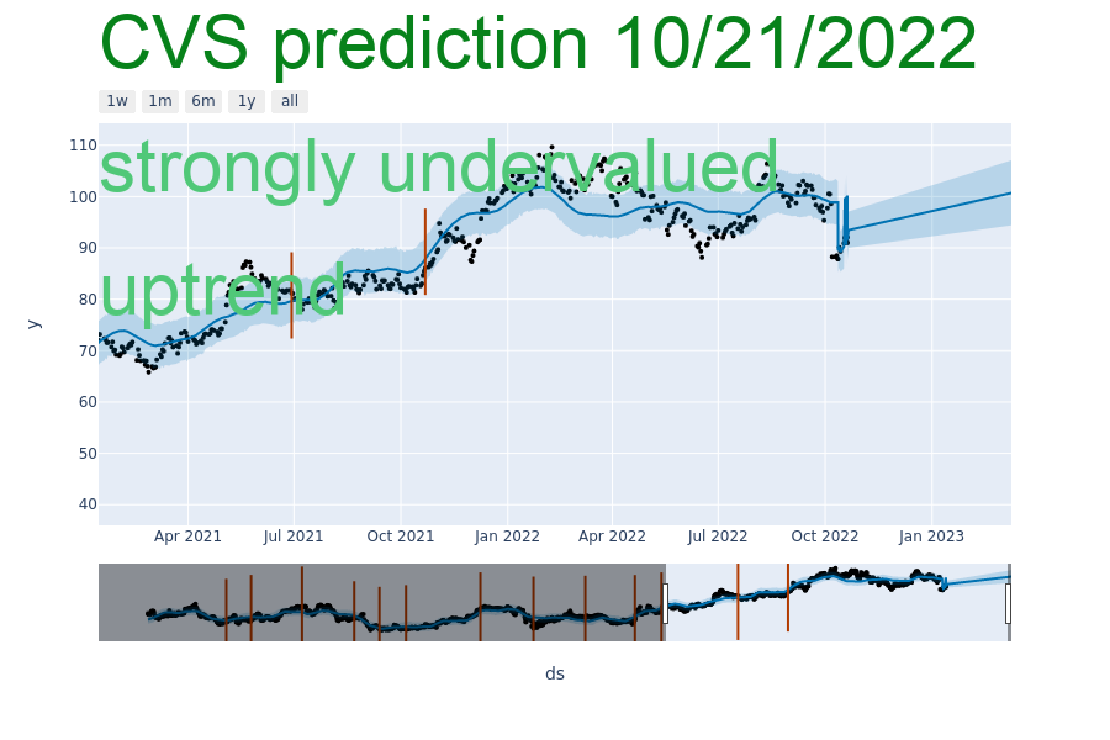 CVS prediction 10/21/2022
1w 1m 6m 1y all
strongly undervalued
uptrend
110
100
90
80
70
60
50
40
y
Apr 2021 Jul 2021 Oct 2021 Jan 2022 Apr 2022 Jul 2022 Oct 2022 Jan 2023
ds